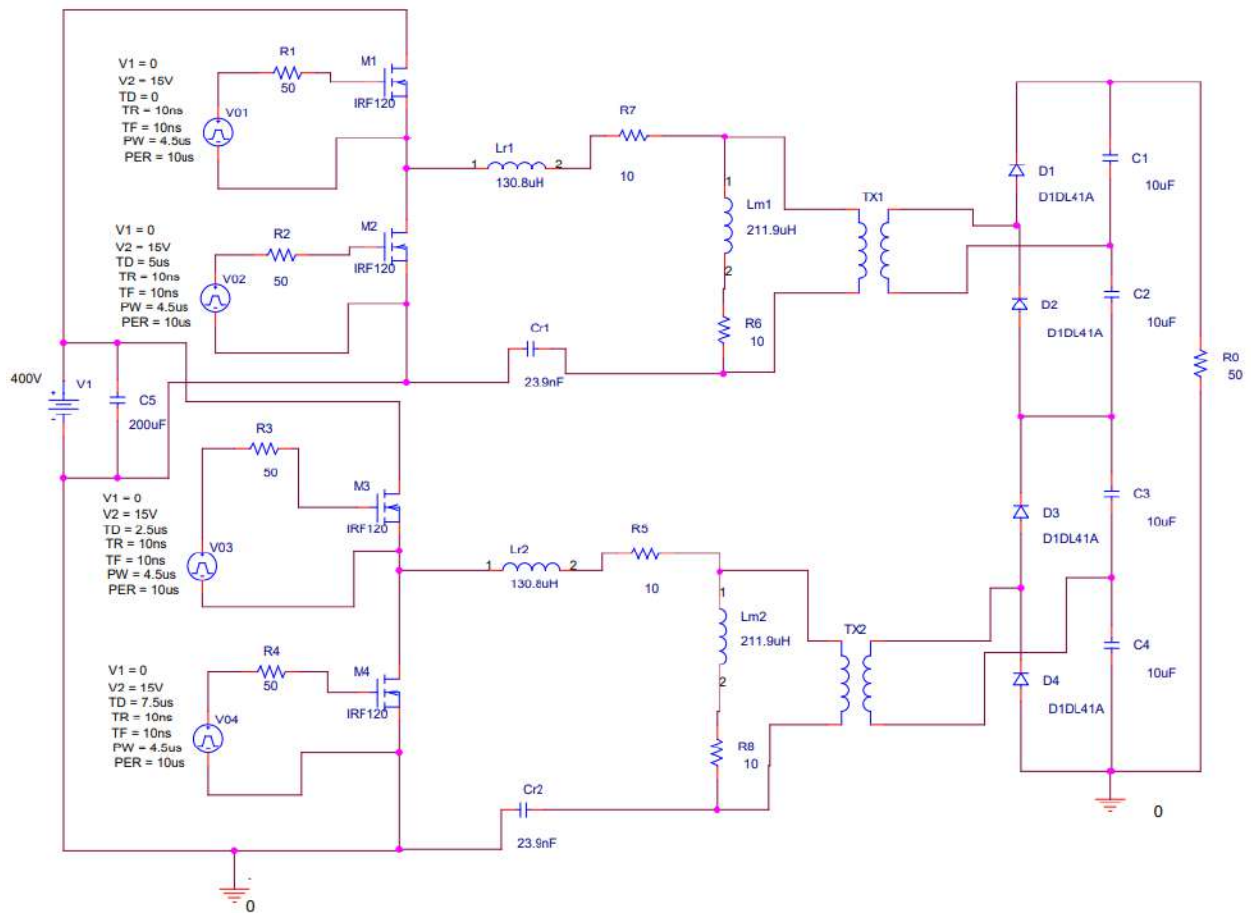 V1 = 0
V2 = 15V
TD = 0
TR = 10ns
TF = 10ns
PW = 4.5us
PER = 10us
V01
R1
50
M1
IRF120
Lr1
1
2
130.8uH
R7
10
1
Lm1
211.9uH
2
R6
10
TX1
D1
D1DL41A
C1
10uF
V1 = 0
V2 = 15V
TD = 5us
TR = 10ns
TF = 10ns
PW = 4.5us
PER = 10us
V02
R2
50
M2
IRF120
Cr1
23.9nF
D2
D1DL41A
C2
10uF
R0
50
400V
V1
C5
200uF
V1 = 0
V2 = 15V
TD = 2.5us
TR = 10ns
TF = 10ns
PW = 4.5us
PER = 10us
V03
R3
50
M3
IRF120
Lr2
1
2
130.8uH
R5
10
1
Lm2
211.9uH
2
R8
10
TX2
D3
D1DL41A
C3
10uF
V1 = 0
V2 = 15V
TD = 7.5us
TR = 10ns
TF = 10ns
PW = 4.5us
PER = 10us
V04
R4
50
M4
IRF120
Cr2
23.9nF
D4
D1DL41A
C4
10uF
0
0